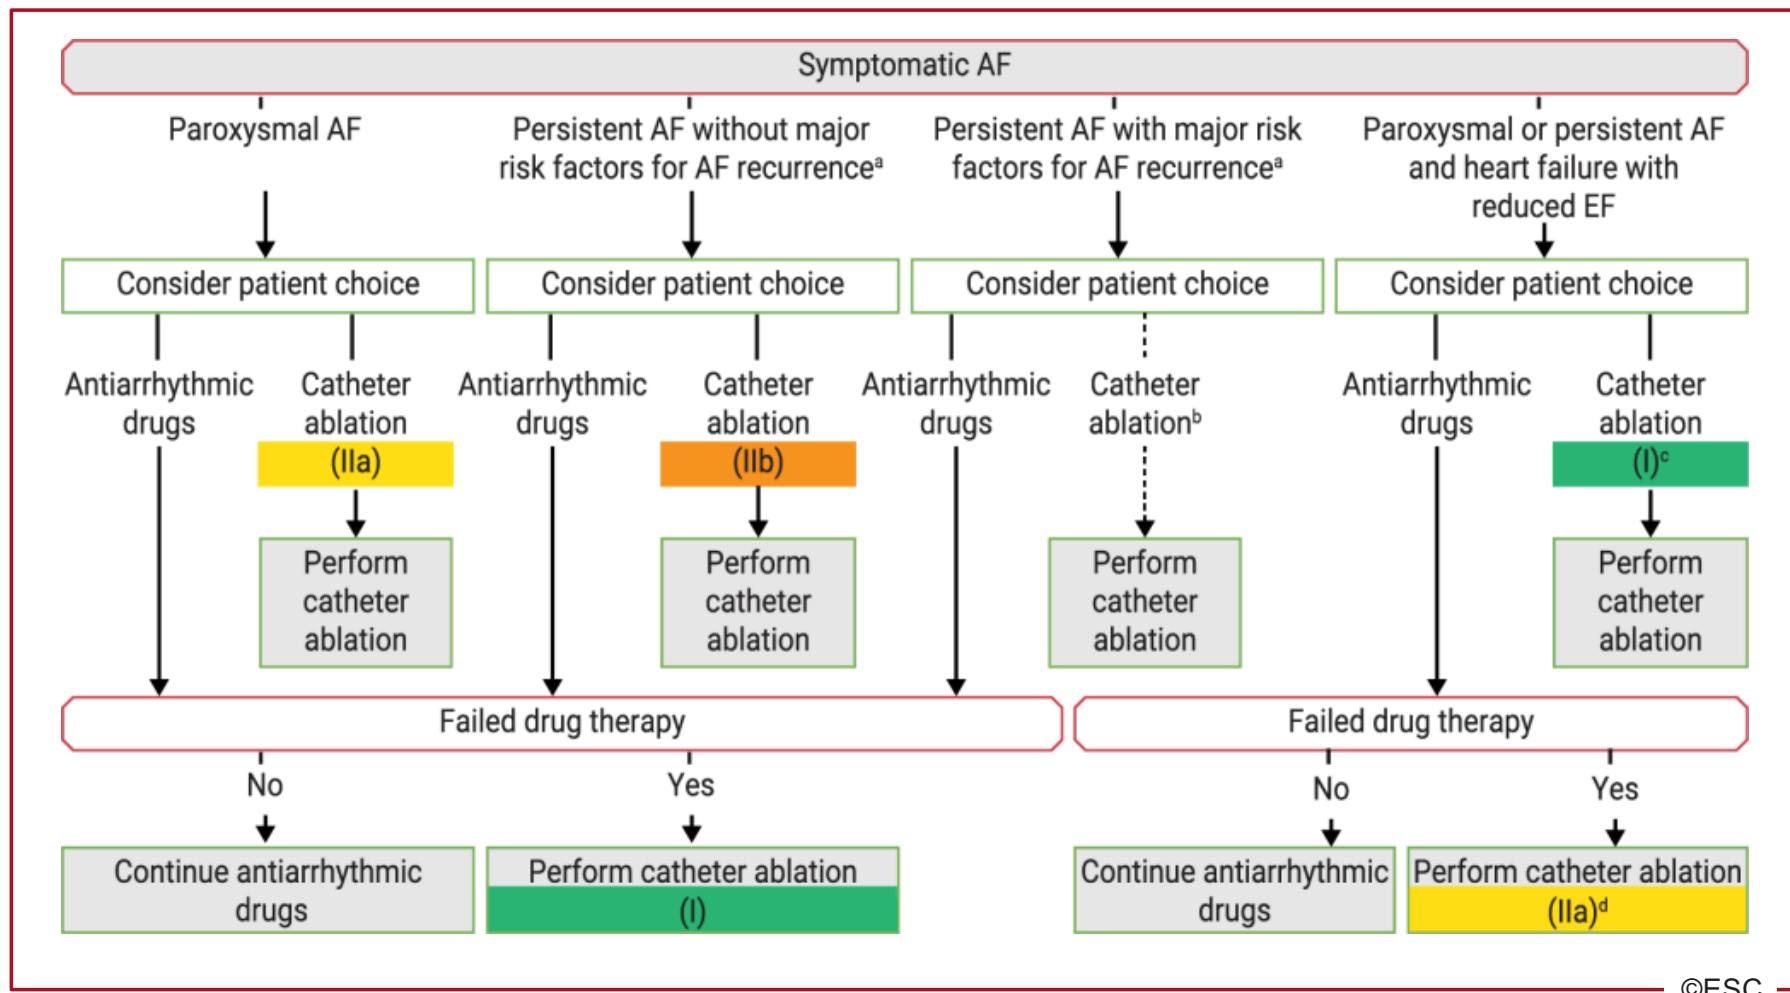 Symptomatic AF
Paroxysmal AF
Persistent AF without major
risk factors for AF recurrenceᵃ
Persistent AF with major risk
factors for AF recurrenceᵃ
Paroxysmal or persistent AF
and heart failure with
reduced EF
Consider patient choice
Consider patient choice
Consider patient choice
Consider patient choice
Antiarrhythmic
drugs
Catheter
ablation
(IIa)
Antiarrhythmic
drugs
Catheter
ablation
(IIb)
Antiarrhythmic
drugs
Catheter
ablationᵇ
Antiarrhythmic
drugs
Catheter
ablation
(I)ᶜ
Perform
catheter
ablation
Perform
catheter
ablation
Perform
catheter
ablation
Perform
catheter
ablation
Failed drug therapy
Failed drug therapy
No
Yes
No
Yes
Continue antiarrhythmic
drugs
Perform catheter ablation
(I)
Continue antiarrhythmic
drugs
Perform catheter ablation
(IIa)ᵈ
©ESC